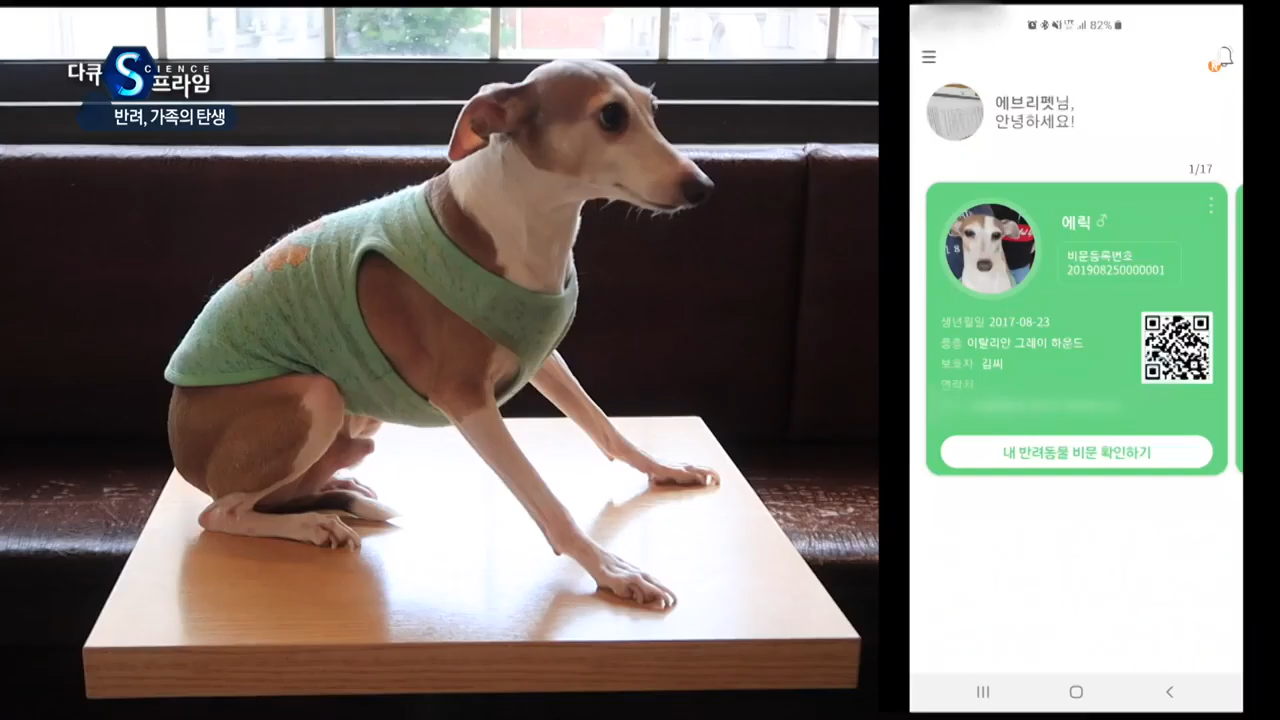 다큐 S CIENCE 프라임
반려, 가족의 탄생
82%
에브리펫님,
안녕하세요!
1/17
에릭 ♂
비문등록번호
201908250000001
생년월일 2017-08-23
품종 이탈리안 그레이 하운드
보호자 김씨
연락처
내 반려동물 비문 확인하기